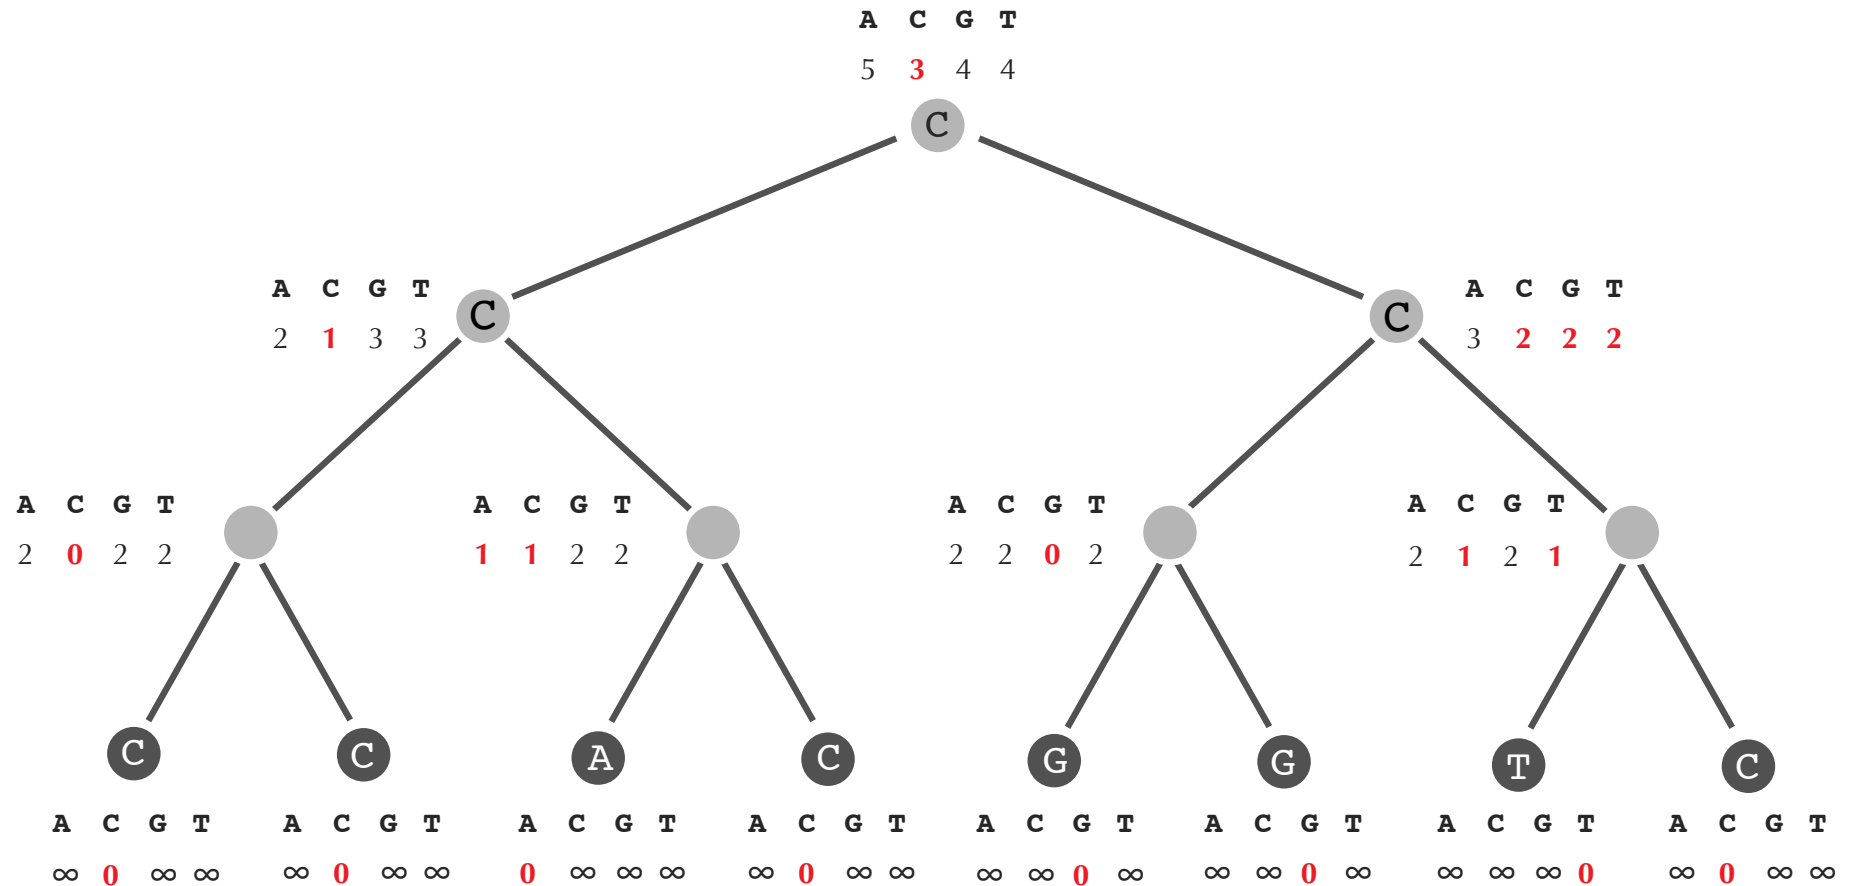 A C G T
5 3 4 4
C
A C G T
2 1 3 3
C
C
A C G T
3 2 2 2
A C G T
2 0 2 2
A C G T
1 1 2 2
A C G T
2 2 0 2
A C G T
2 1 2 1
C
C
A
C
G
G
T
C
A C G T
∞ 0 ∞ ∞
A C G T
∞ 0 ∞ ∞
A C G T
0 ∞ ∞ ∞
A C G T
∞ 0 ∞ ∞
A C G T
∞ ∞ 0 ∞
A C G T
∞ ∞ 0 ∞
A C G T
∞ ∞ ∞ 0
A C G T
∞ 0 ∞ ∞